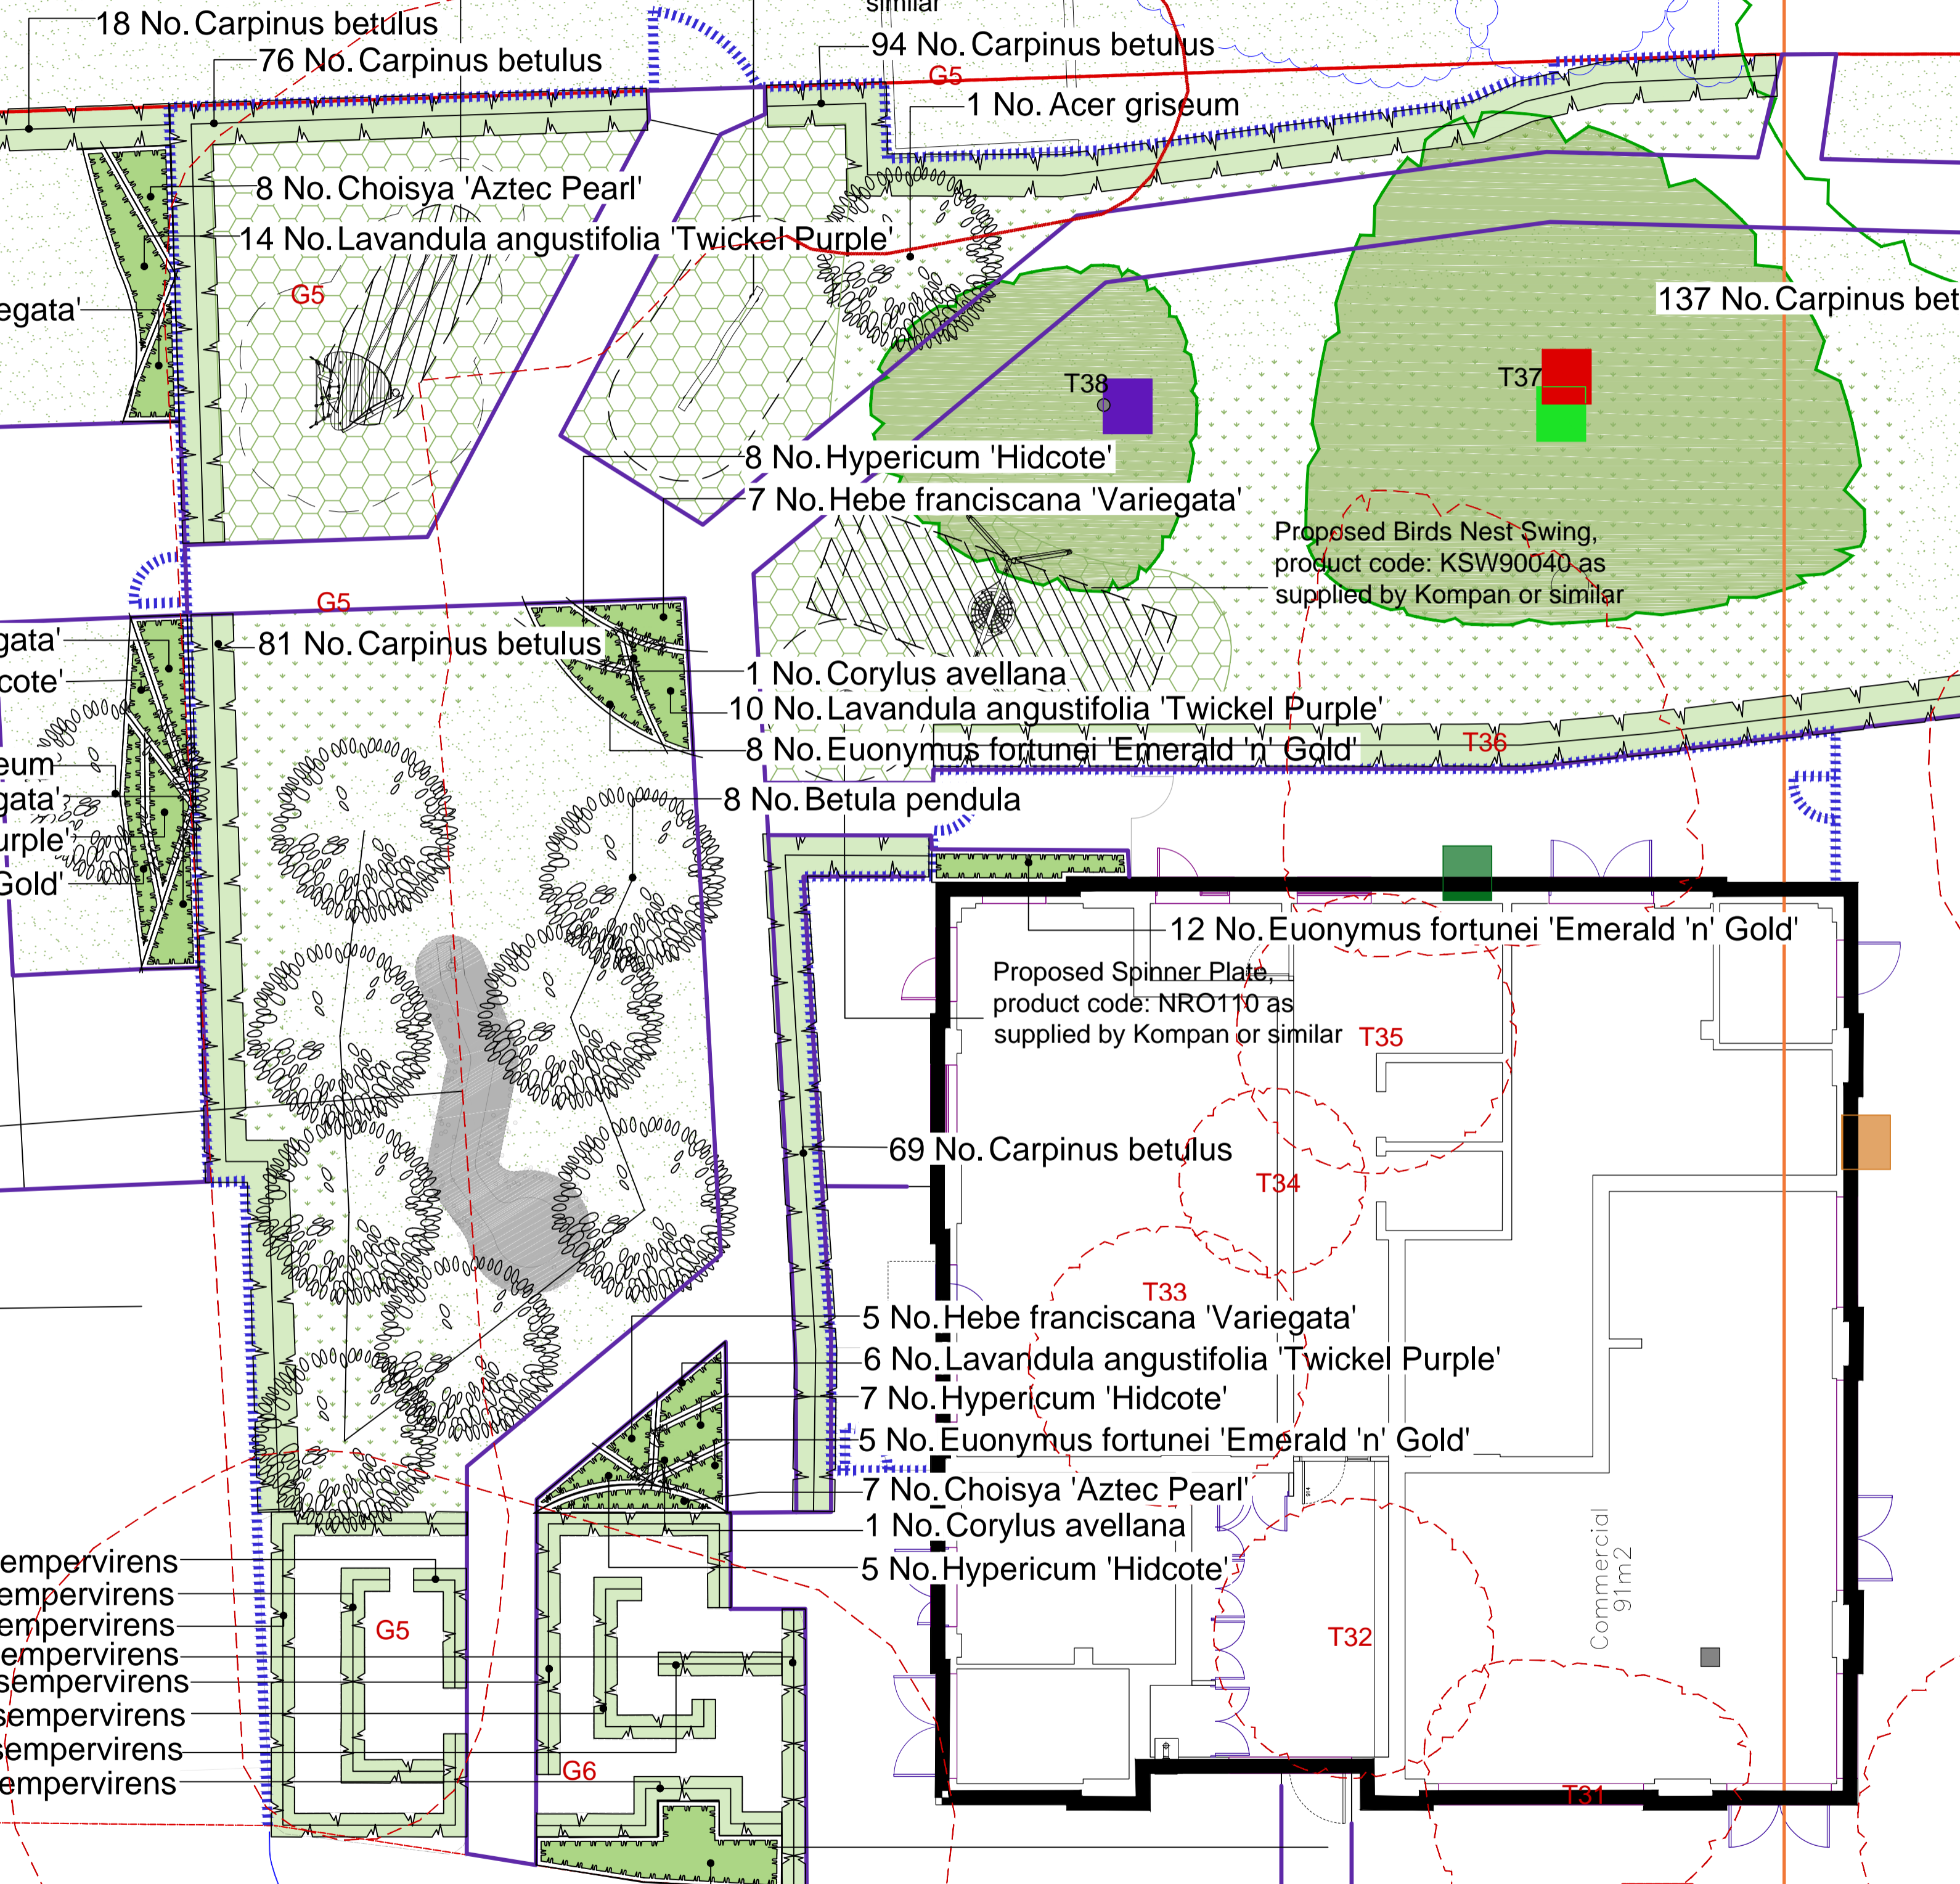 similar
18 No. Carpinus betulus
76 No. Carpinus betulus
94 No. Carpinus betulus
G5
1 No. Acer griseum
8 No. Choisya 'Aztec Pearl'
14 No. Lavandula angustifolia 'Twickel Purple'
G5
egata'
137 No. Carpinus bet
T38
T37
8 No. Hypericum 'Hidcote'
7 No. Hebe franciscana 'Variegata'
Proposed Birds Nest Swing,
product code: KSW90040 as
supplied by Kompan or similar
G5
gata'
81 No. Carpinus betulus
cote'
1 No. Corylus avellana
10 No. Lavandula angustifolia 'Twickel Purple'
8 No. Euonymus fortunei 'Emerald 'n' Gold'
T36
eum
gata'
8 No. Betula pendula
urple'
Gold'
12 No. Euonymus fortunei 'Emerald 'n' Gold'
Proposed Spinner Plate,
product code: NRO110 as
supplied by Kompan or similar
T35
69 No. Carpinus betulus
T34
T33
5 No. Hebe franciscana 'Variegata'
6 No. Lavandula angustifolia 'Twickel Purple'
7 No. Hypericum 'Hidcote'
5 No. Euonymus fortunei 'Emerald 'n' Gold'
7 No. Choisya 'Aztec Pearl'
1 No. Corylus avellana
5 No. Hypericum 'Hidcote'
empervirens
empervirens
empervirens
empervirens
sempervirens
sempervirens
sempervirens
empervirens
G5
G6
T32
Commercial
91m2
T31